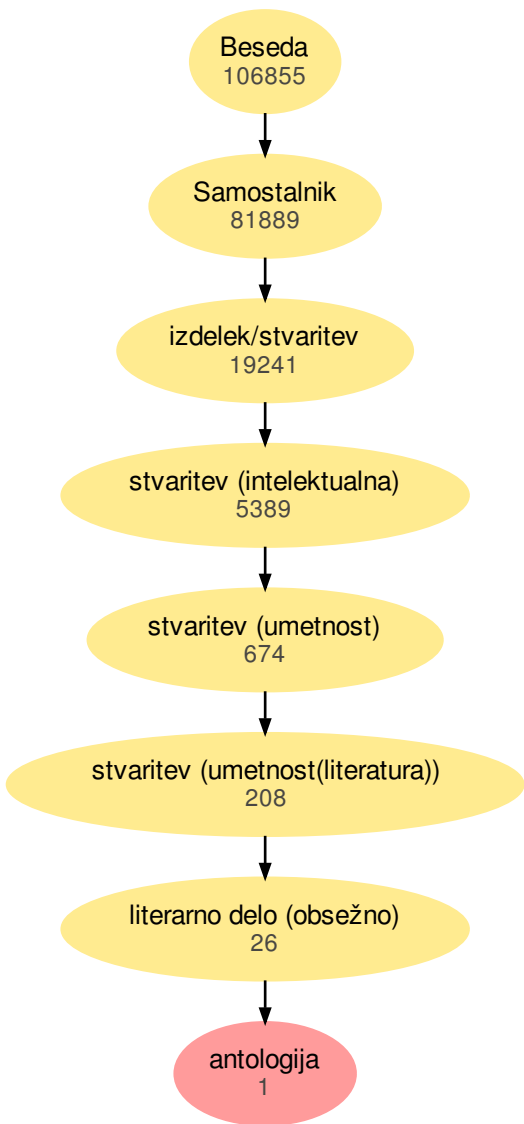 Beseda
106855
Samostalnik
81889
izdelek/stvaritev
19241
stvaritev (intelektualna)
5389
stvaritev (umetnost)
674
stvaritev (umetnost(literatura))
208
literarno delo (obsežno)
26
antologija
1